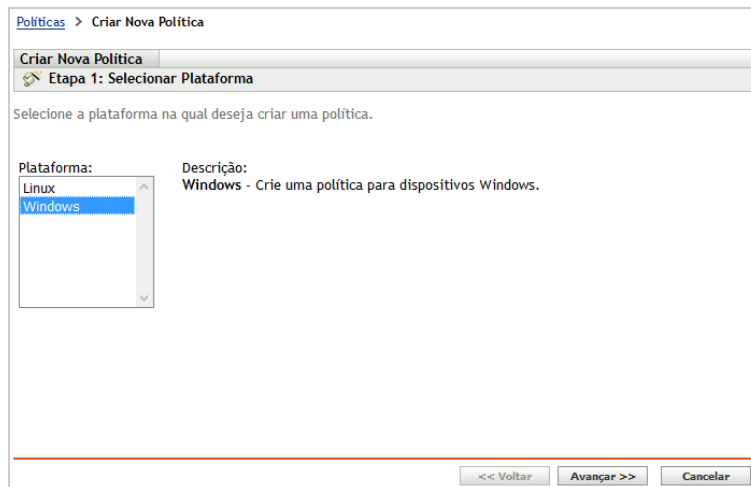 Políticas > Criar Nova Política
Criar Nova Política
Etapa 1: Selecionar Plataforma
Selecione a plataforma na qual deseja criar uma política.
Plataforma:
Linux
Windows
Descrição:
Windows - Crie uma política para dispositivos Windows.
<< Voltar
Avançar >>
Cancelar